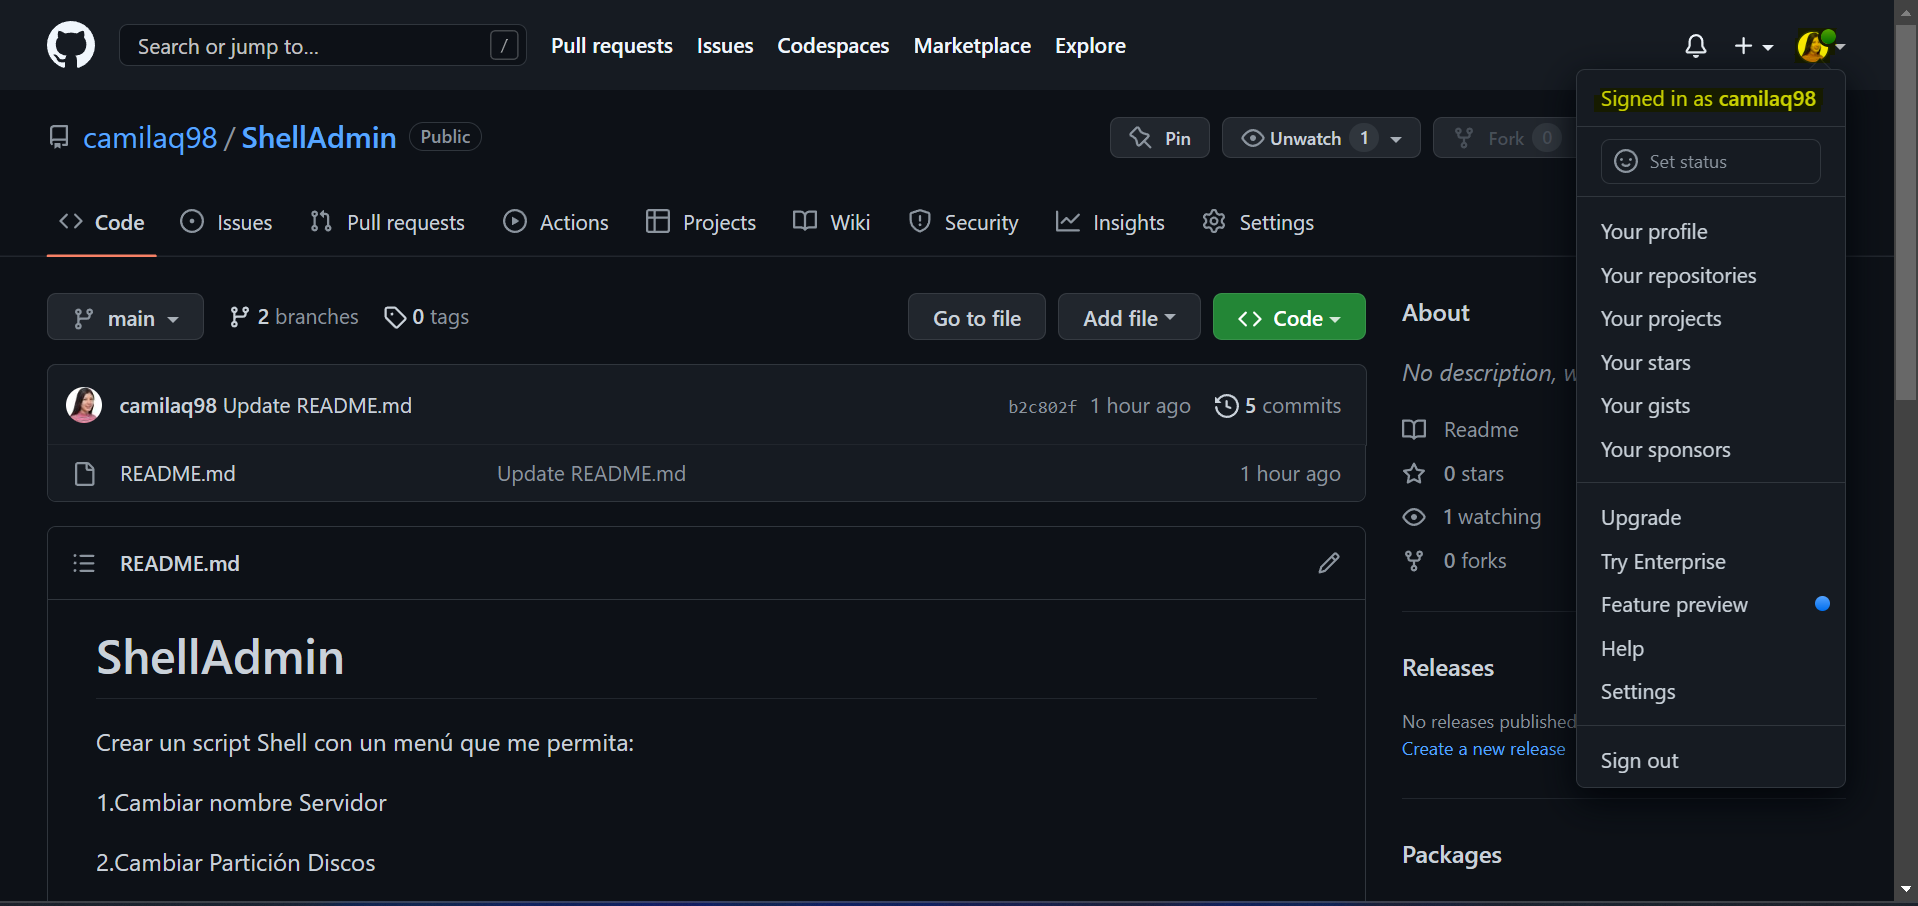 Search or jump to... /
Pull requests Issues Codespaces Marketplace Explore
Signed in as camilaq98
Set status
Your profile
Your repositories
Your projects
Your stars
Your gists
Your sponsors
Upgrade
Try Enterprise
Feature preview
Help
Settings
Sign out
camilaq98 / ShellAdmin Public
Pin Unwatch 1 Fork 0
Code Issues Pull requests Actions Projects Wiki Security Insights Settings
main 2 branches 0 tags Go to file Add file Code
camilaq98 Update README.md b2c802f 1 hour ago 5 commits
README.md Update README.md 1 hour ago
README.md
ShellAdmin
Crear un script Shell con un menú que me permita:
1.Cambiar nombre Servidor
2.Cambiar Partición Discos
About
No description, w
Readme
0 stars
1 watching
0 forks
Releases
No releases published
Create a new release
Packages